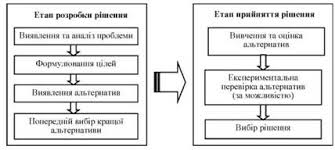 Етап розробки рішення
Виявлення та аналіз проблеми
Формулювання цілей
Виявлення альтернатив
Попередній вибір кращої
альтернативи
Етап прийняття рішення
Вивчення та оцінка
альтернатив
Експериментальна
перевірка альтернатив
(за можливістю)
Вибір рішення